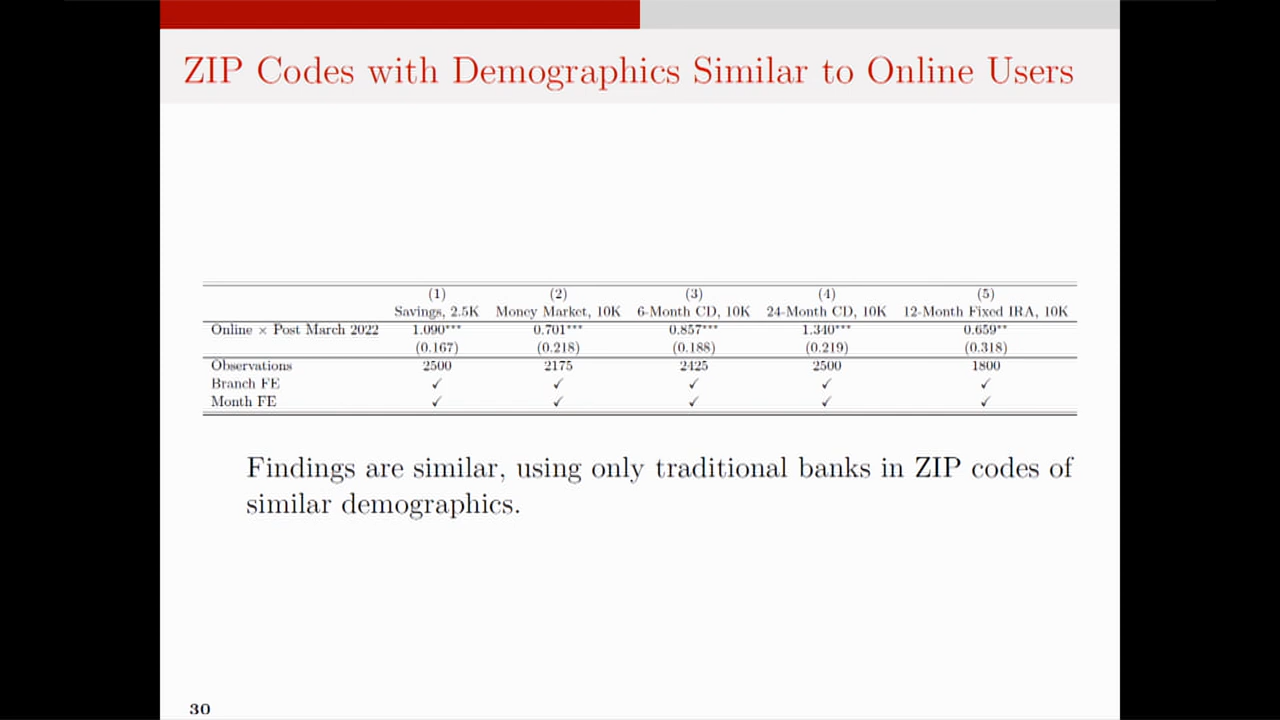 ZIP Codes with Demographics Similar to Online Users
(1) (2) (3) (4) (5)
Savings, 2.5K Money Market, 10K 6-Month CD, 10K 24-Month CD, 10K 12-Month Fixed IRA, 10K
Online × Post March 2022 1.090*** 0.701*** 0.857*** 1.340*** 0.659**
(0.167) (0.218) (0.188) (0.219) (0.318)
Observations 2500 2175 2425 2500 1800
Branch FE ✓ ✓ ✓ ✓ ✓
Month FE ✓ ✓ ✓ ✓ ✓
Findings are similar, using only traditional banks in ZIP codes of
similar demographics.
30